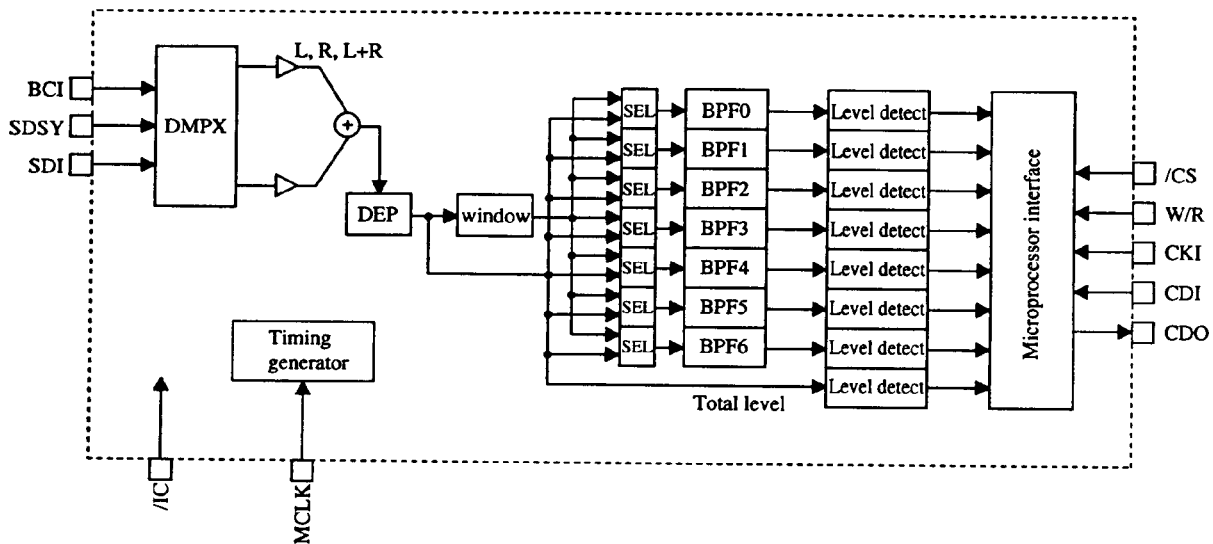 L, R, L+R
BCI
SDSY
SDI
DMPX
+
DEP
window
SEL
SEL
SEL
SEL
SEL
SEL
SEL
BPF0
BPF1
BPF2
BPF3
BPF4
BPF5
BPF6
Level detect
Level detect
Level detect
Level detect
Level detect
Level detect
Level detect
Level detect
Total level
Microprocessor interface
/CS
W/R
CKI
CDI
CDO
Timing
generator
/IC
MCLK